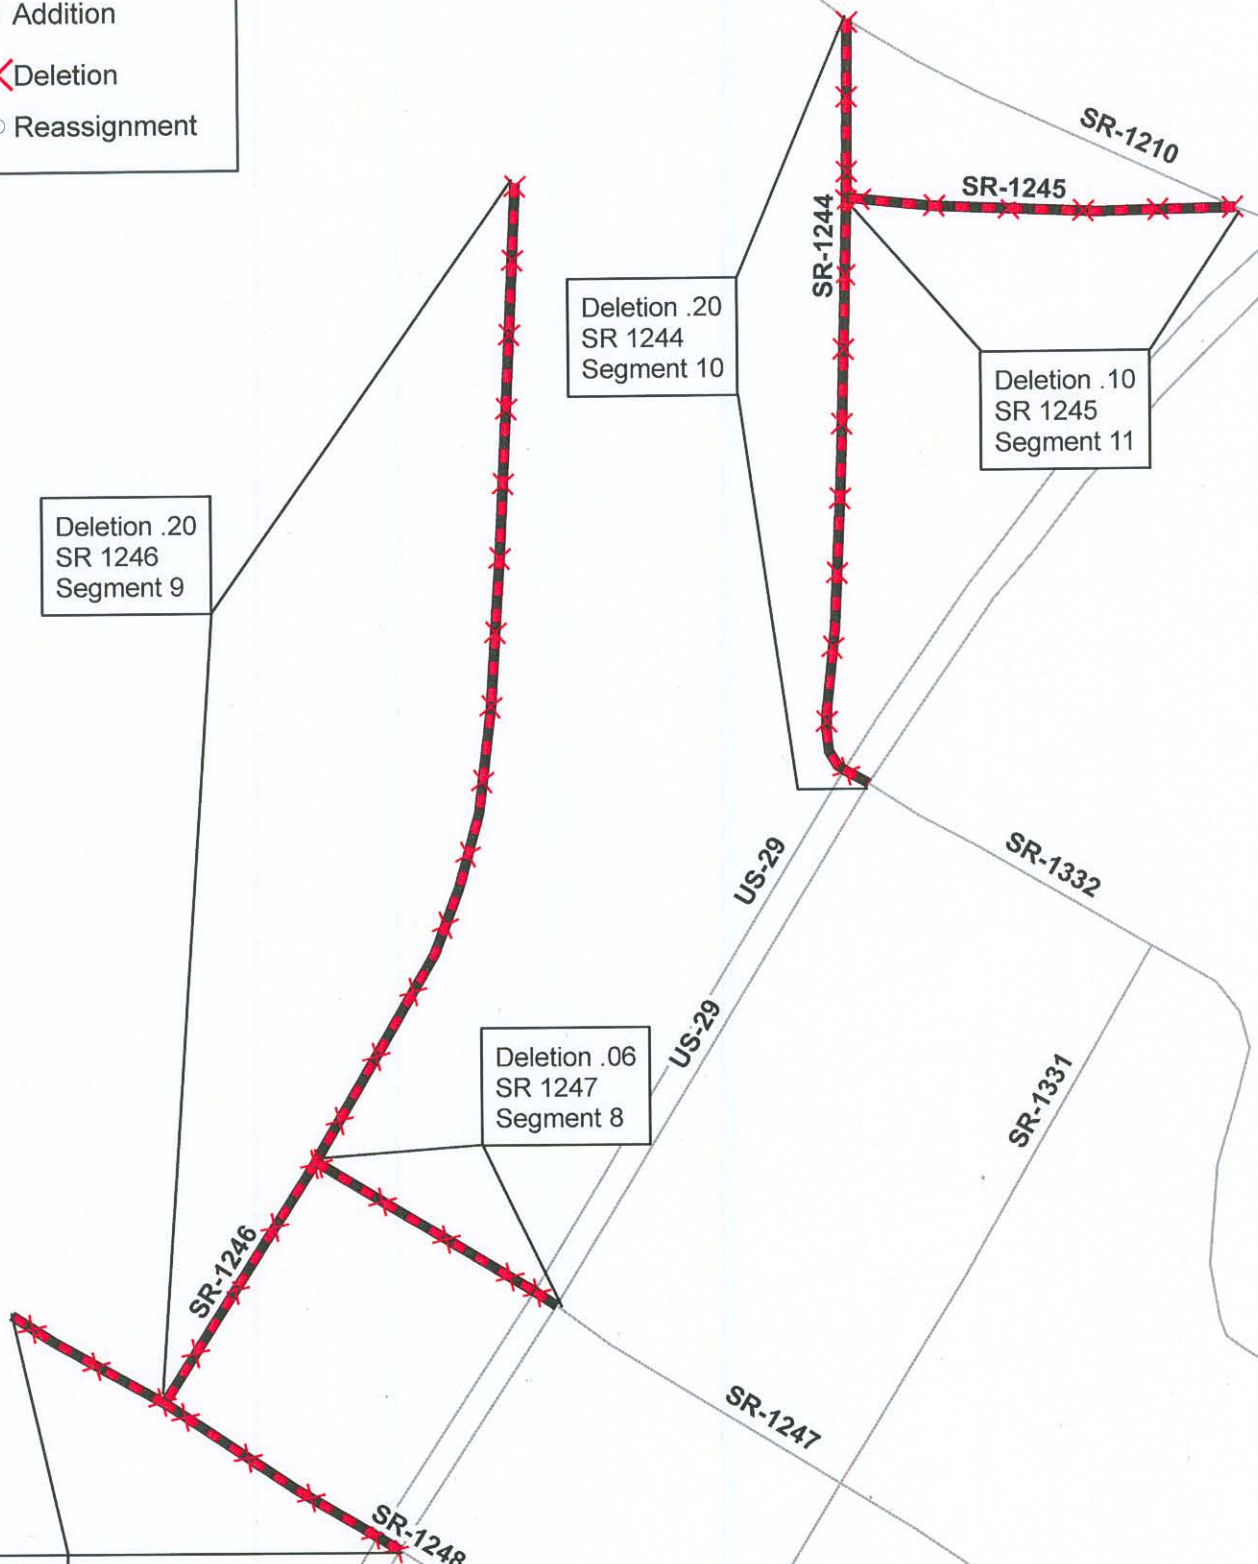 Addition
Deletion
Reassignment
SR-1210
SR-1245
SR-1244
Deletion .20
SR 1244
Segment 10
Deletion .10
SR 1245
Segment 11
Deletion .20
SR 1246
Segment 9
US-29
SR-1332
US-29
Deletion .06
SR 1247
Segment 8
SR-1331
SR-1246
SR-1247
SR-1248